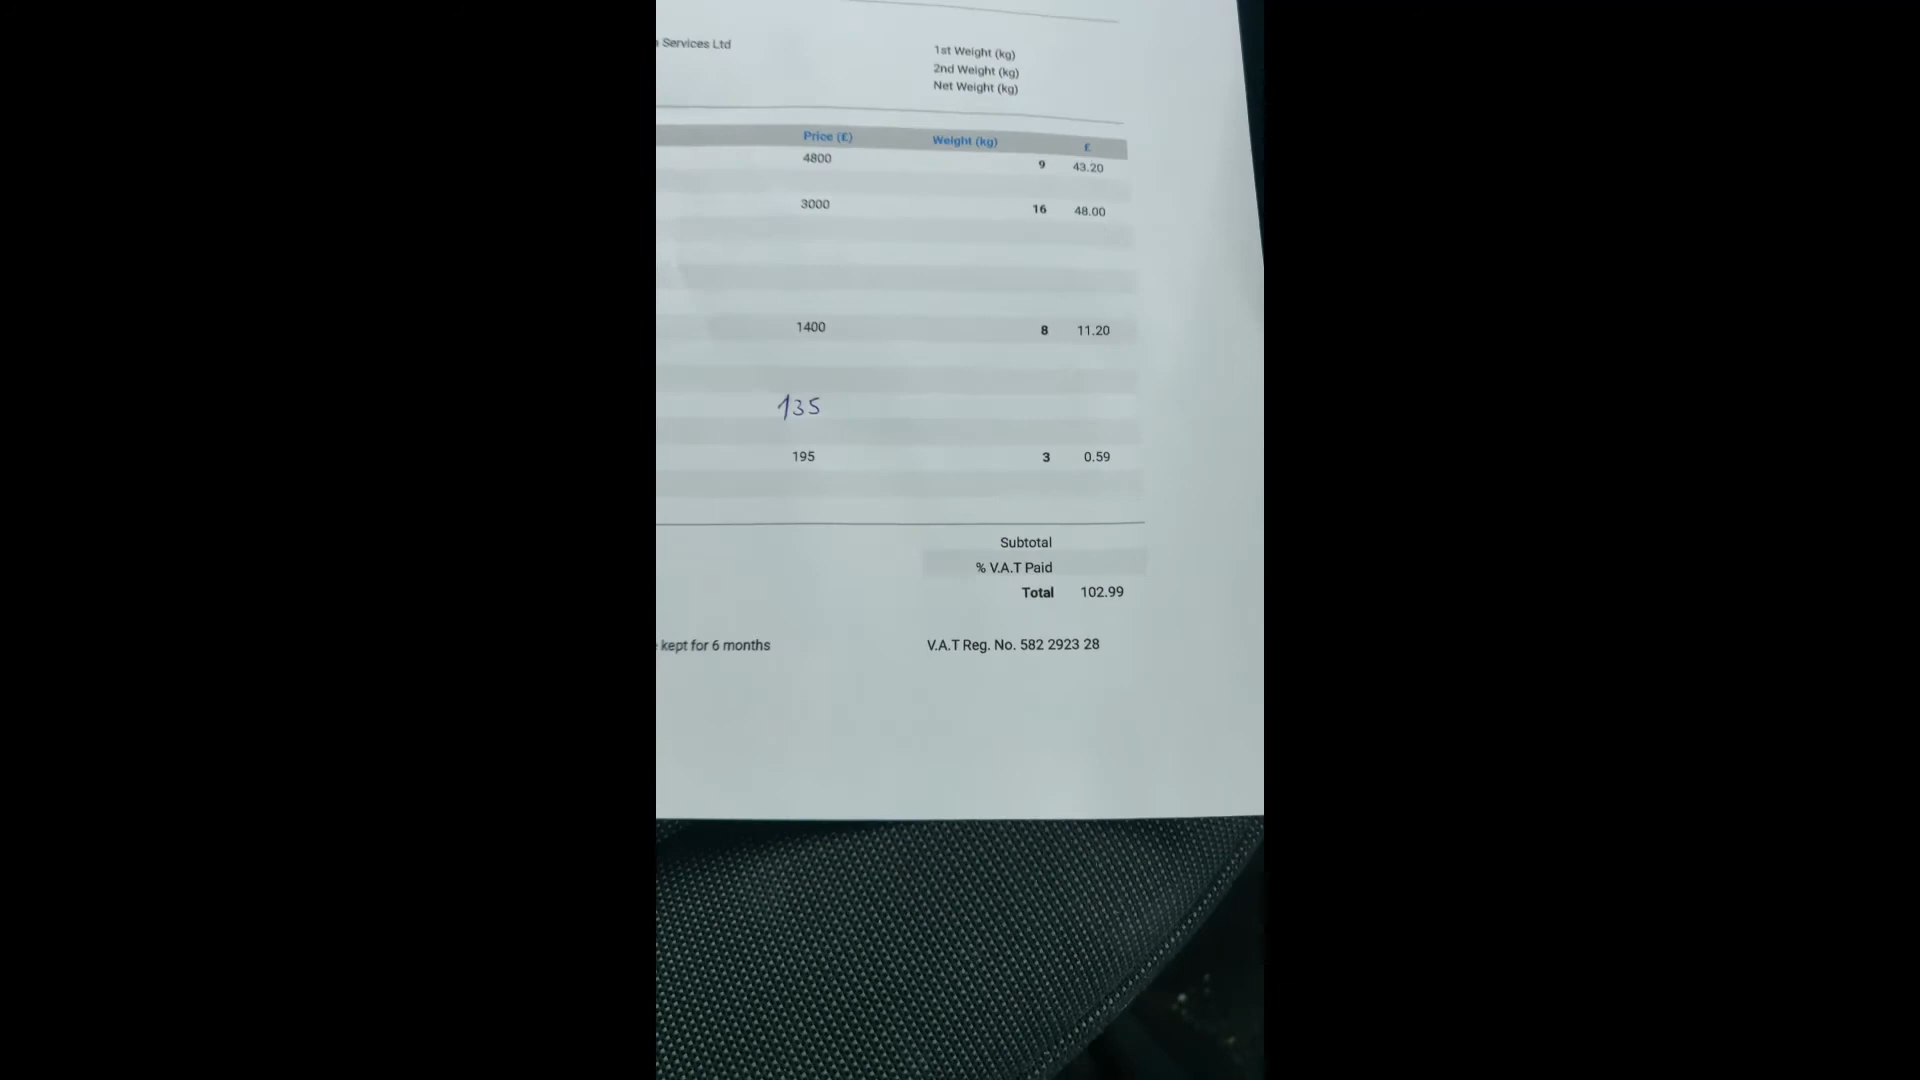 Services Ltd
1st Weight (kg)
2nd Weight (kg)
Net Weight (kg)
Price (£) Weight (kg) £
4800 9 43.20
3000 16 48.00
1400 8 11.20
135
195 3 0.59
Subtotal
% V.A.T Paid
Total 102.99
kept for 6 months V.A.T Reg. No. 582 2923 28